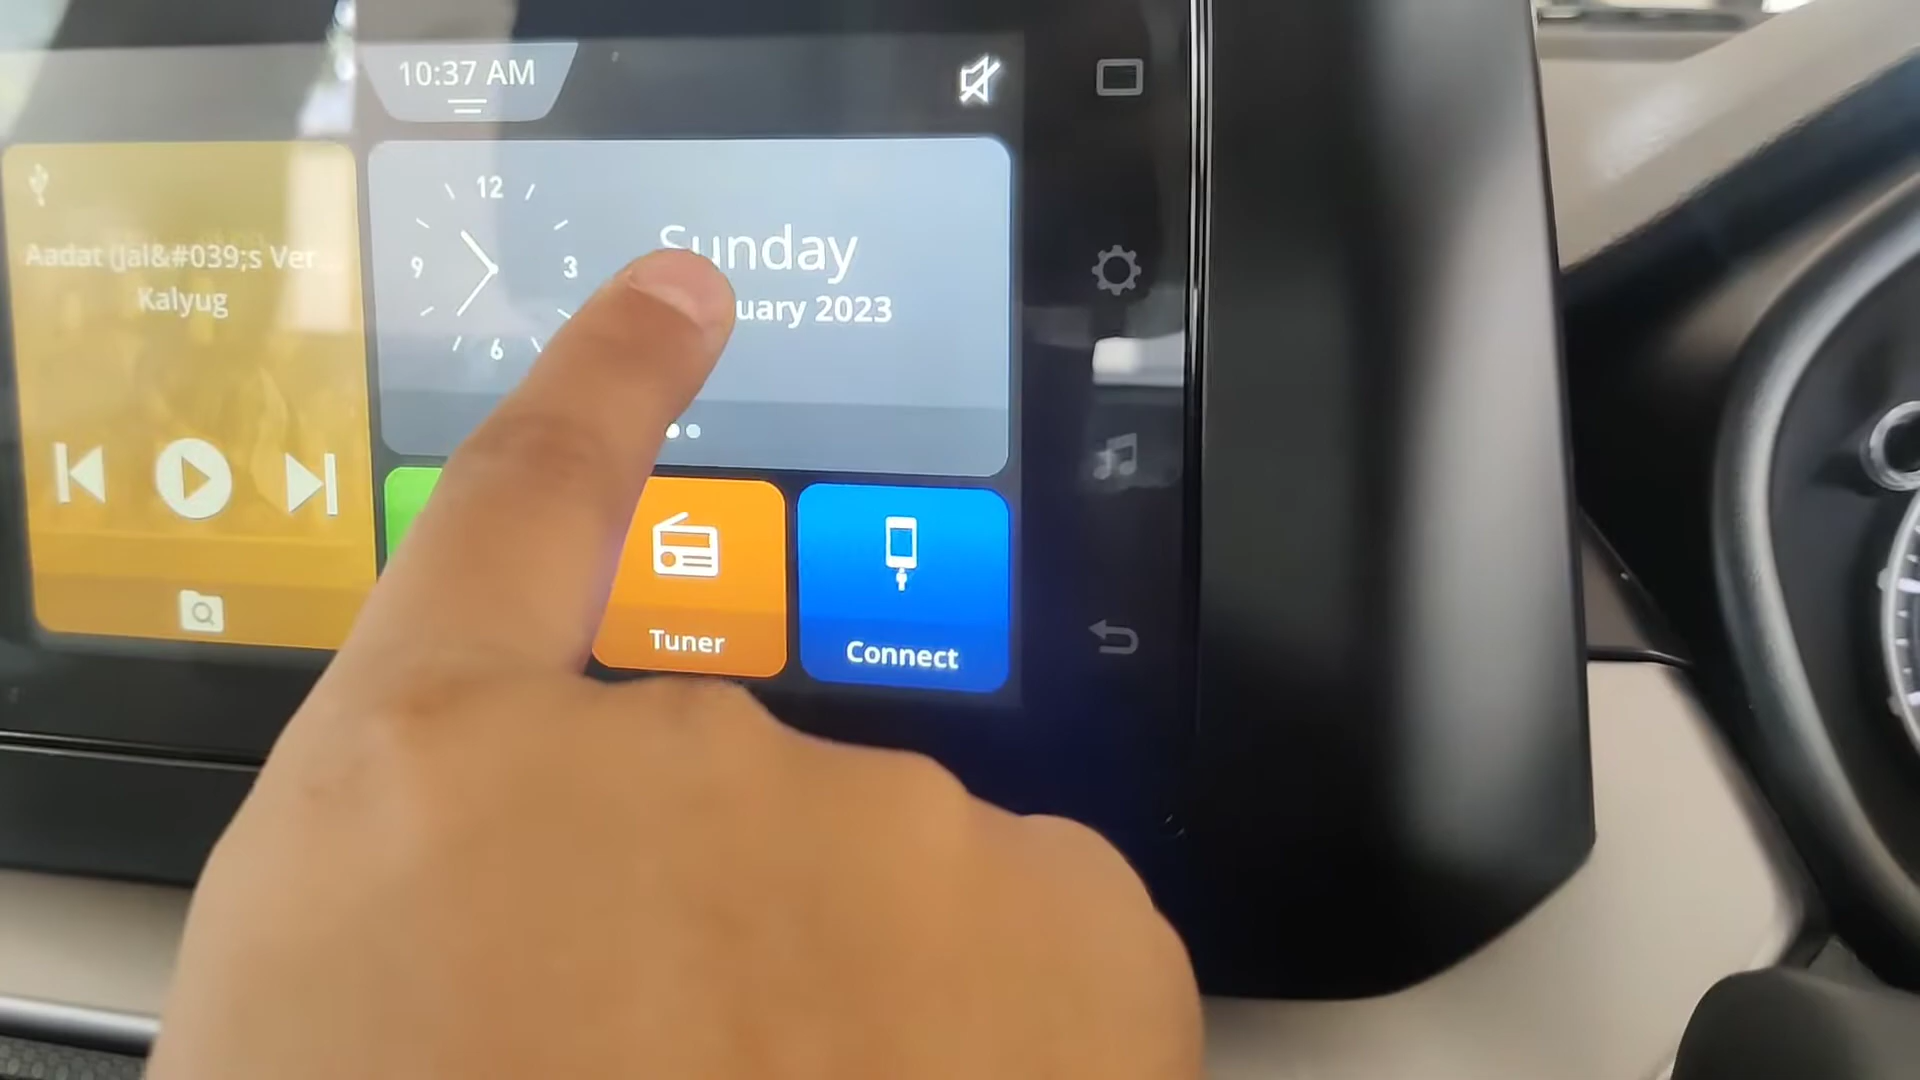 10:37 AM
Aadat (Jal&#039;s Ver
Kalyug
12
9
3
6
Sunday
uary 2023
Tuner
Connect